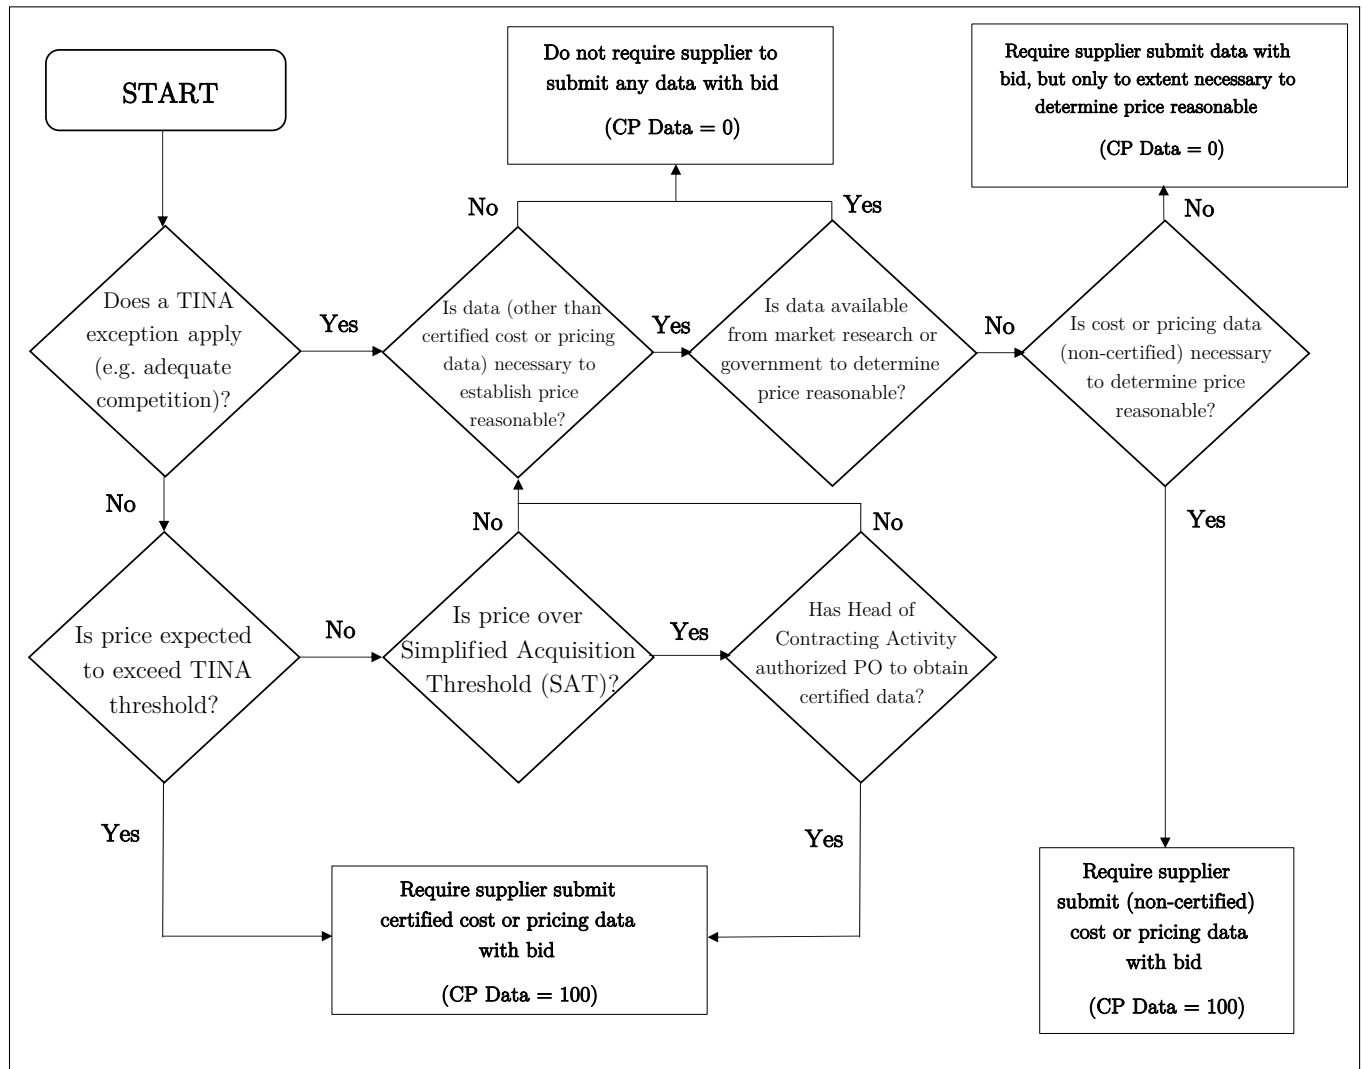 START
Do not require supplier to
submit any data with bid
(CP Data = 0)
Require supplier submit data with
bid, but only to extent necessary to
determine price reasonable
(CP Data = 0)
No
Yes
No
Does a TINA
exception apply
(e.g. adequate
competition)?
Yes
Is data (other than
certified cost or pricing
data) necessary to
establish price
reasonable?
Yes
Is data available
from market research or
government to determine
price reasonable?
No
Is cost or pricing data
(non-certified) necessary
to determine price
reasonable?
No
No
No
Yes
Is price expected
to exceed TINA
threshold?
No
Is price over
Simplified Acquisition
Threshold (SAT)?
Yes
Has Head of
Contracting Activity
authorized PO to obtain
certified data?
Yes
Yes
Require supplier submit
certified cost or pricing data
with bid
(CP Data = 100)
Require supplier
submit (non-certified)
cost or pricing data
with bid
(CP Data = 100)